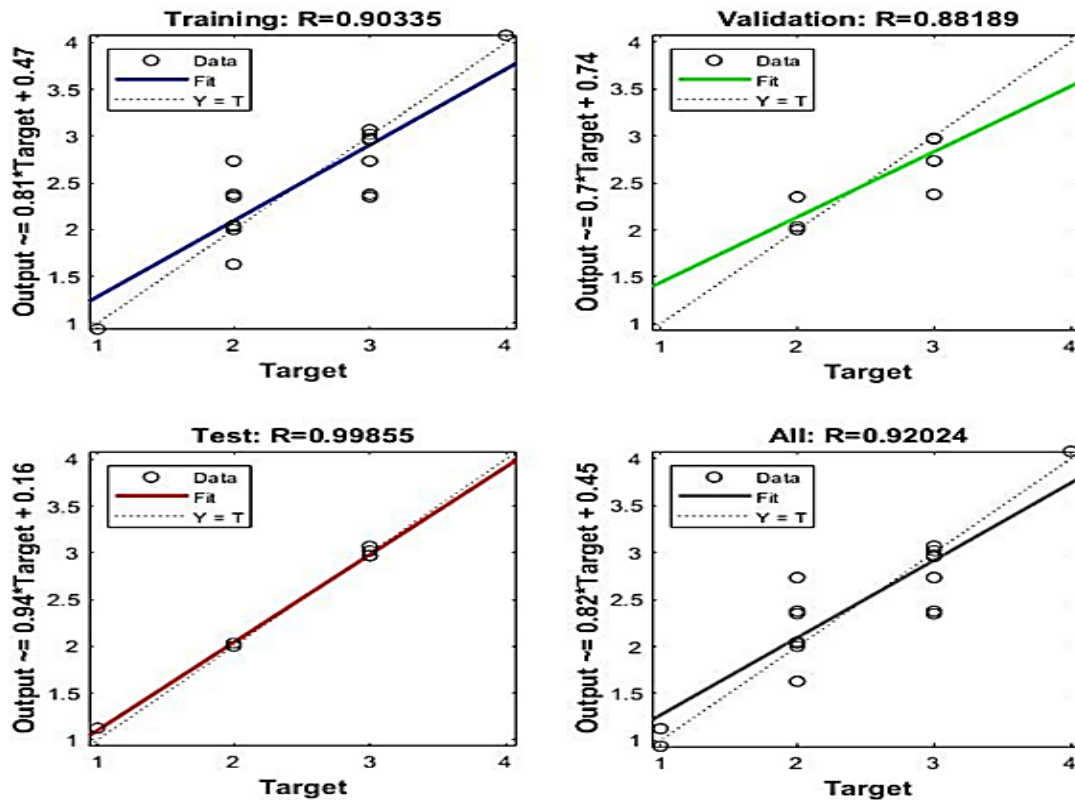 Training: R=0.90335
Output ~= 0.81*Target + 0.47
4
3.5
3
2.5
2
1.5
1
Data
Fit
Y = T
1 2 3 4
Target
Validation: R=0.88189
Output ~= 0.7*Target + 0.74
4
3.5
3
2.5
2
1.5
1
Data
Fit
Y = T
1 2 3 4
Target
Test: R=0.99855
Output ~= 0.94*Target + 0.16
4
3.5
3
2.5
2
1.5
1
Data
Fit
Y = T
1 2 3 4
Target
All: R=0.92024
Output ~= 0.82*Target + 0.45
4
3.5
3
2.5
2
1.5
1
Data
Fit
Y = T
1 2 3 4
Target